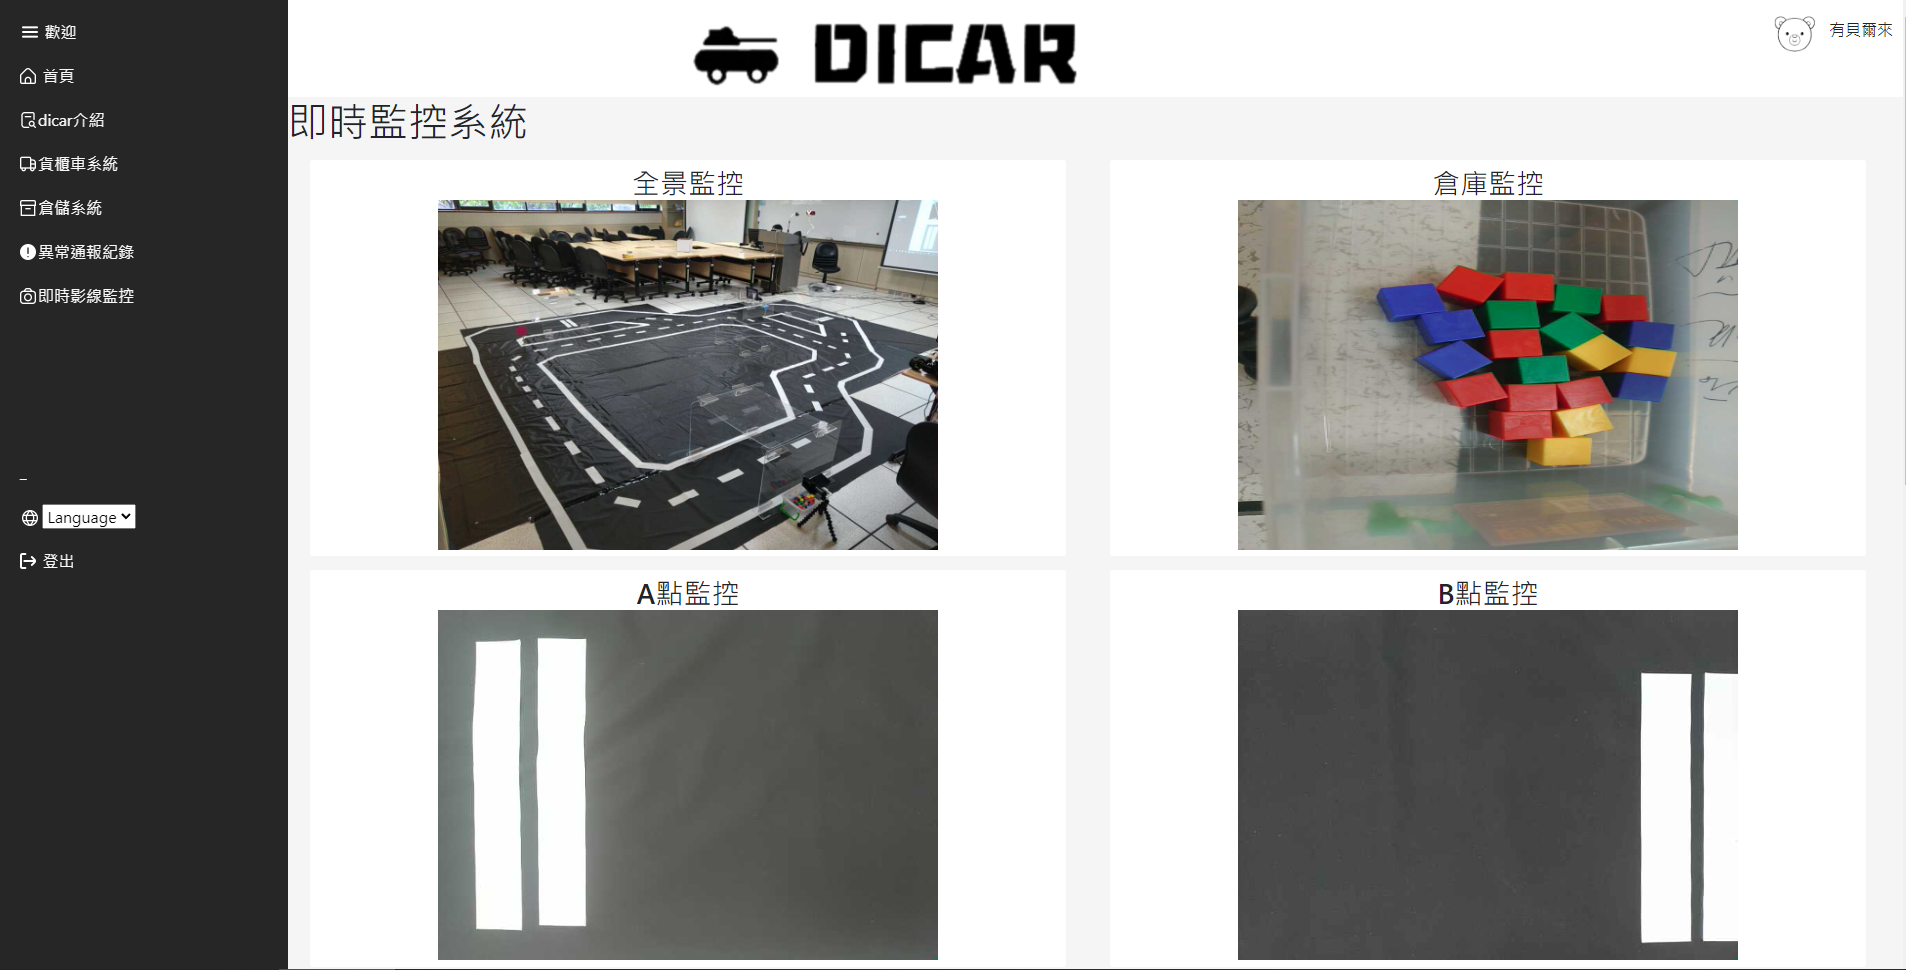 歡迎
首頁
dicar介紹
貨櫃車系統
倉儲系統
異常通報紀錄
即時影線監控
Language
登出
DICAR
有貝爾來
即時監控系統
全景監控
倉庫監控
A點監控
B點監控